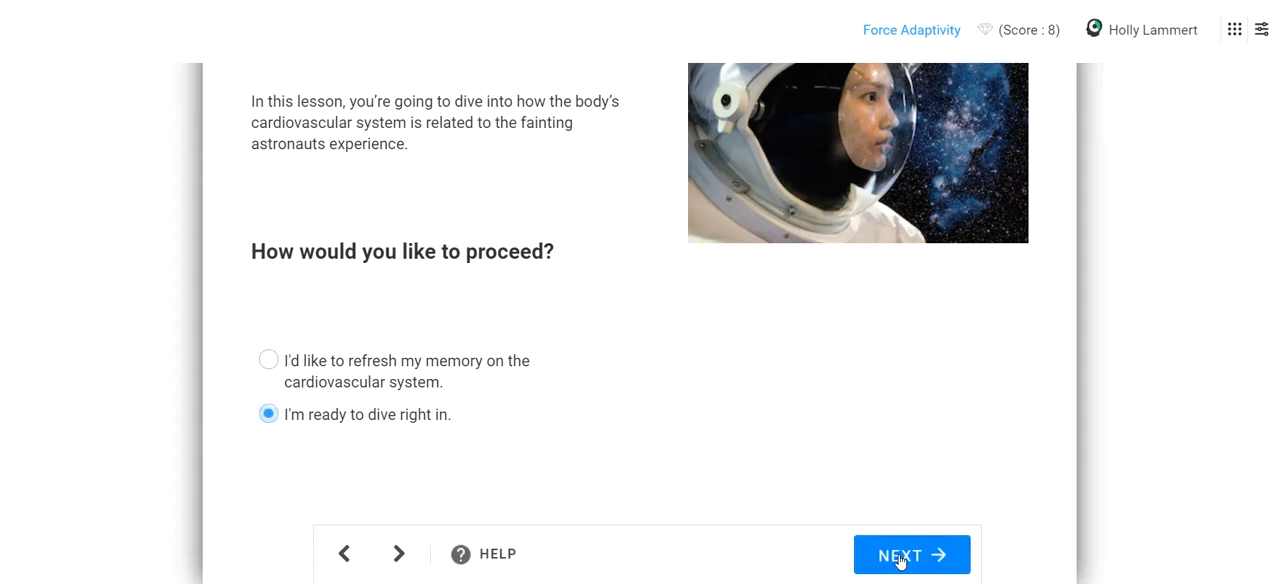 Force Adaptivity (Score : 8) Holly Lammert
In this lesson, you’re going to dive into how the body’s
cardiovascular system is related to the fainting
astronauts experience.
How would you like to proceed?
I'd like to refresh my memory on the
cardiovascular system.
I'm ready to dive right in.
? HELP
NEXT